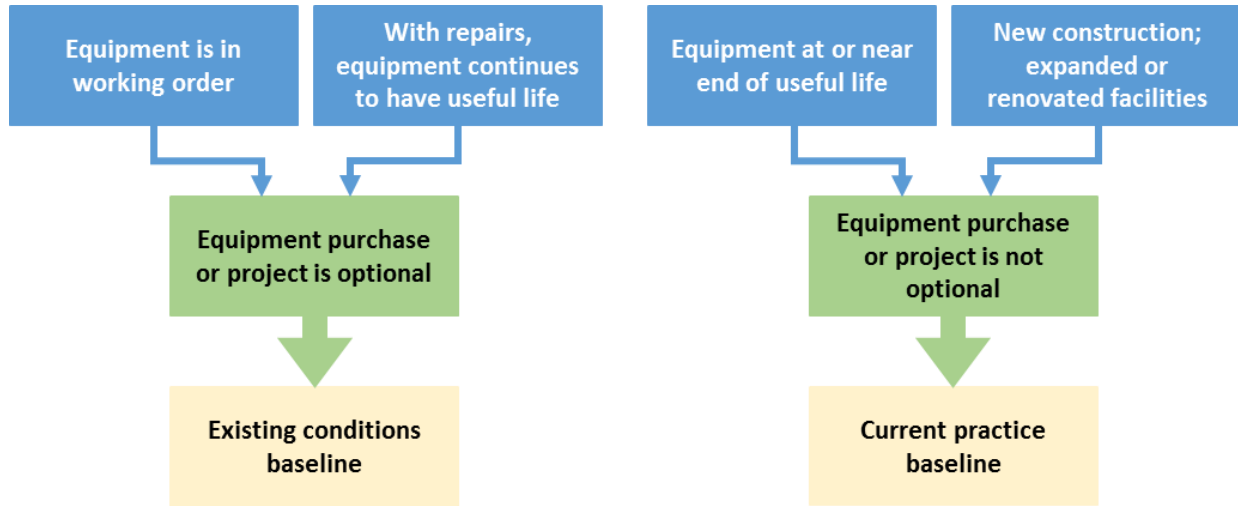 Equipment is in
working order
With repairs,
equipment continues
to have useful life
Equipment at or near
end of useful life
New construction;
expanded or
renovated facilities
Equipment purchase
or project is optional
Equipment purchase
or project is not
optional
Existing conditions
baseline
Current practice
baseline